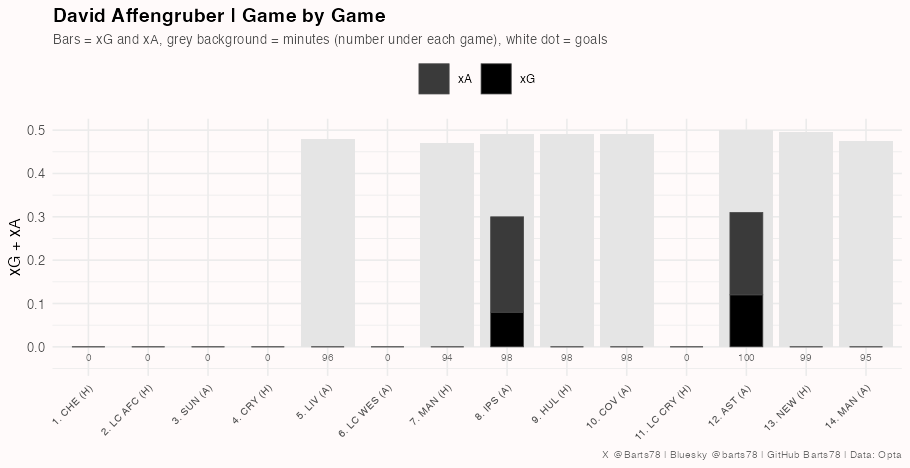 David Affengruber | Game by Game
Bars = xG and xA, grey background = minutes (number under each game), white dot = goals
xA xG
xG + xA
0.5
0.4
0.3
0.2
0.1
0.0
0 0 0 0 96 0 94 98 98 98 0 100 99 95
1. CHE (H)
2. LC AFC (H)
3. SUN (A)
4. CRY (H)
5. LIV (A)
6. LC WES (A)
7. MAN (H)
8. IPS (A)
9. HUL (H)
10. COV (A)
11. LC CRY (H)
12. AST (A)
13. NEW (H)
14. MAN (A)
X @Barts78 | Bluesky @barts78 | GitHub Barts78 | Data: Opta